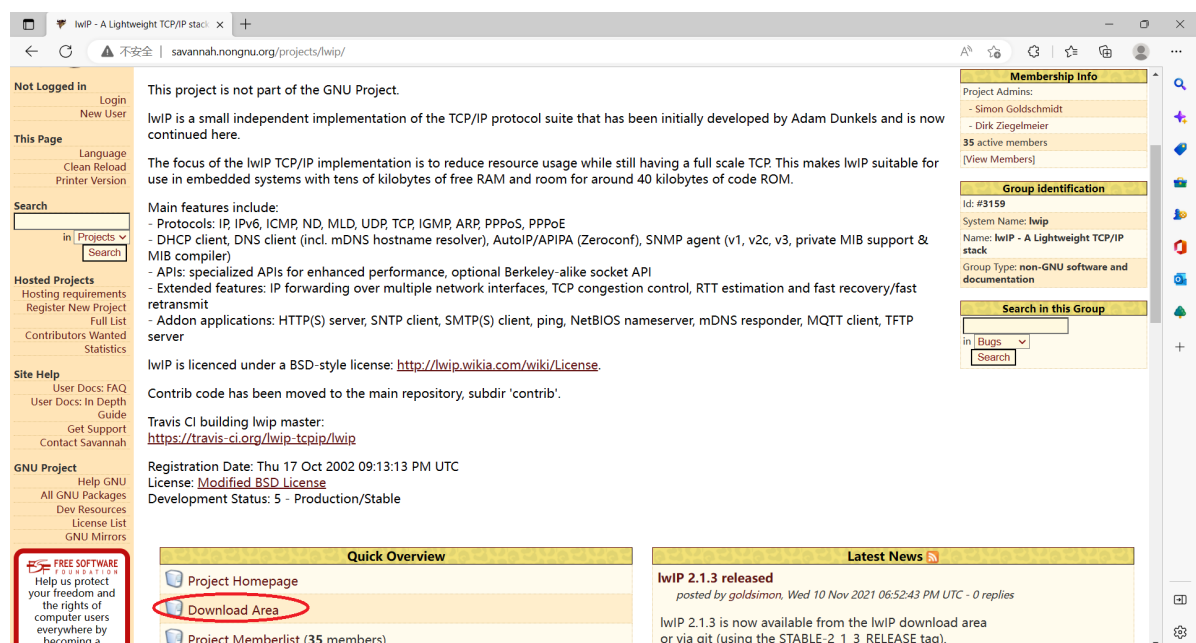 lwIP - A Lightweight TCP/IP stack
不安全
savannah.nongnu.org/projects/lwip/
Not Logged in
Login
New User
This Page
Language
Clean Reload
Printer Version
Search
in Projects
Search
Hosted Projects
Hosting requirements
Register New Project
Full List
Contributors Wanted
Statistics
Site Help
User Docs: FAQ
User Docs: In Depth
Guide
Get Support
Contact Savannah
GNU Project
Help GNU
All GNU Packages
Dev Resources
License List
GNU Mirrors
FREE SOFTWARE
FOUNDATION
Help us protect
your freedom and
the rights of
computer users
everywhere by
becoming a
This project is not part of the GNU Project.
lwIP is a small independent implementation of the TCP/IP protocol suite that has been initially developed by Adam Dunkels and is now
continued here.
The focus of the lwIP TCP/IP implementation is to reduce resource usage while still having a full scale TCP. This makes lwIP suitable for
use in embedded systems with tens of kilobytes of free RAM and room for around 40 kilobytes of code ROM.
Main features include:
- Protocols: IP, IPv6, ICMP, ND, MLD, UDP, TCP, IGMP, ARP, PPPoS, PPPoE
- DHCP client, DNS client (incl. mDNS hostname resolver), AutoIP/APIPA (Zeroconf), SNMP agent (v1, v2c, v3, private MIB support &
MIB compiler)
- APIs: specialized APIs for enhanced performance, optional Berkeley-alike socket API
- Extended features: IP forwarding over multiple network interfaces, TCP congestion control, RTT estimation and fast recovery/fast
retransmit
- Addon applications: HTTP(S) server, SNTP client, SMTP(S) client, ping, NetBIOS nameserver, mDNS responder, MQTT client, TFTP
server
lwIP is licenced under a BSD-style license: http://lwip.wikia.com/wiki/License.
Contrib code has been moved to the main repository, subdir 'contrib'.
Travis CI building lwip master:
https://travis-ci.org/lwip-tcpip/lwip
Registration Date: Thu 17 Oct 2002 09:13:13 PM UTC
License: Modified BSD License
Development Status: 5 - Production/Stable
Quick Overview
Project Homepage
Download Area
Project Memberlist (35 members)
Latest News
lwIP 2.1.3 released
posted by goldsimon, Wed 10 Nov 2021 06:52:43 PM UTC - 0 replies
lwIP 2.1.3 is now available from the lwIP download area
or via git (using the STABLE-2_1_3_RELEASE tag).
Membership Info
Project Admins:
- Simon Goldschmidt
- Dirk Ziegelmeier
35 active members
[View Members]
Group identification
Id: #3159
System Name: lwip
Name: lwIP - A Lightweight TCP/IP
stack
Group Type: non-GNU software and
documentation
Search in this Group
in Bugs
Search